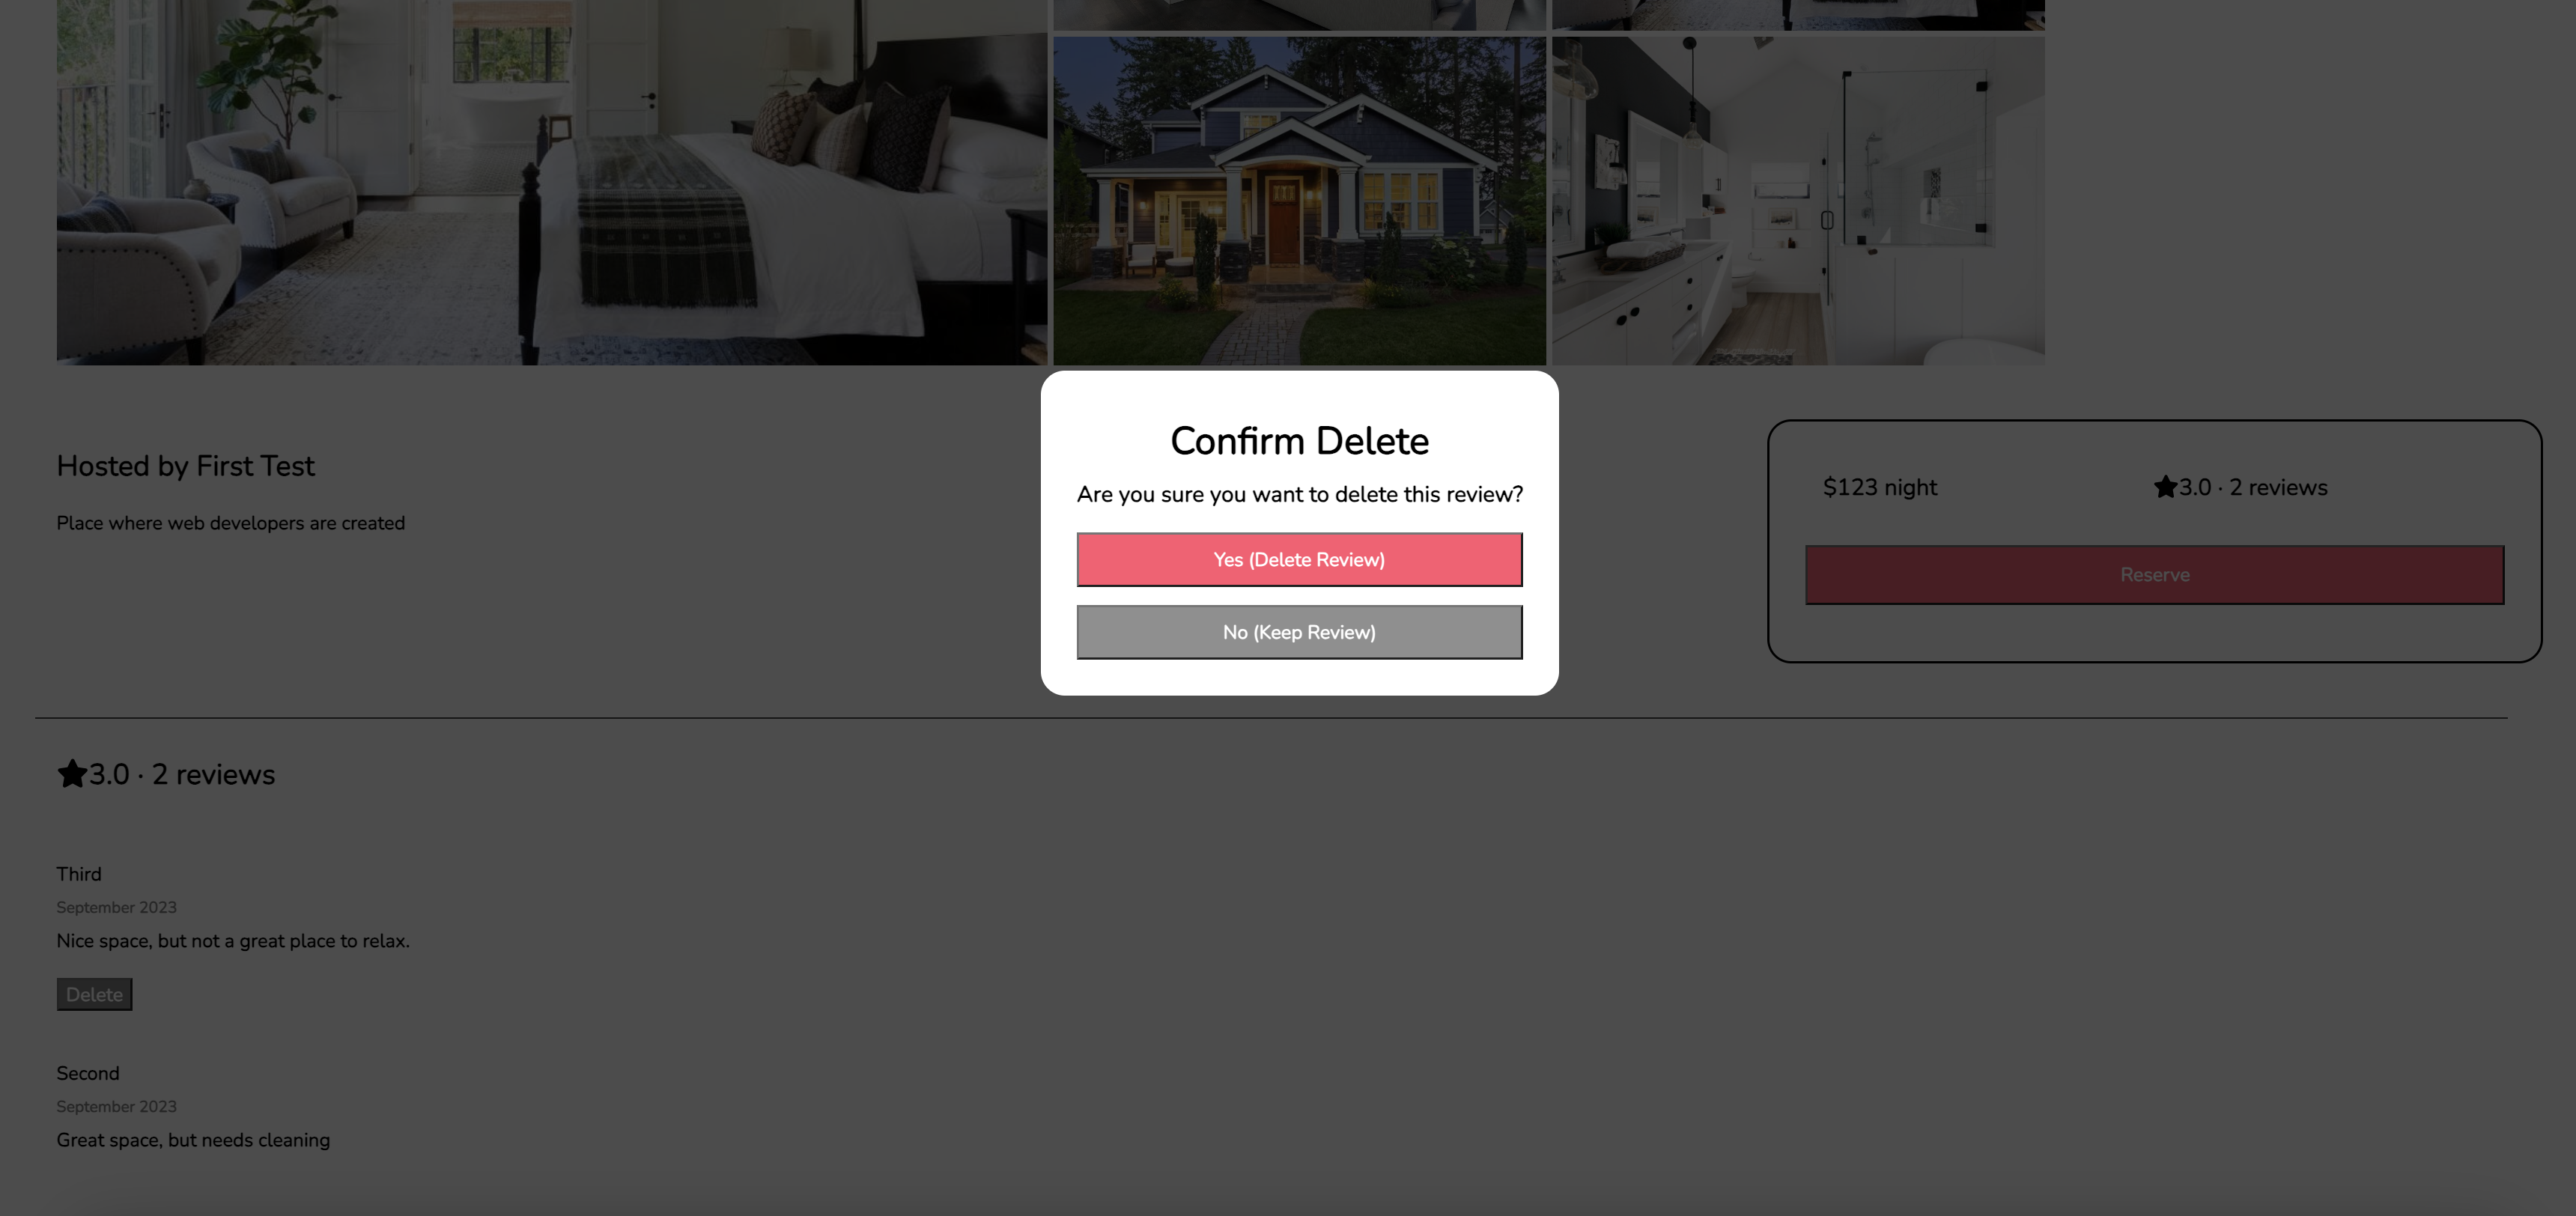 Confirm Delete
Are you sure you want to delete this review?
Yes (Delete Review)
No (Keep Review)
Hosted by First Test
Place where web developers are created
$123 night
3.0 · 2 reviews
Reserve
3.0 · 2 reviews
Third
September 2023
Nice space, but not a great place to relax.
Delete
Second
September 2023
Great space, but needs cleaning